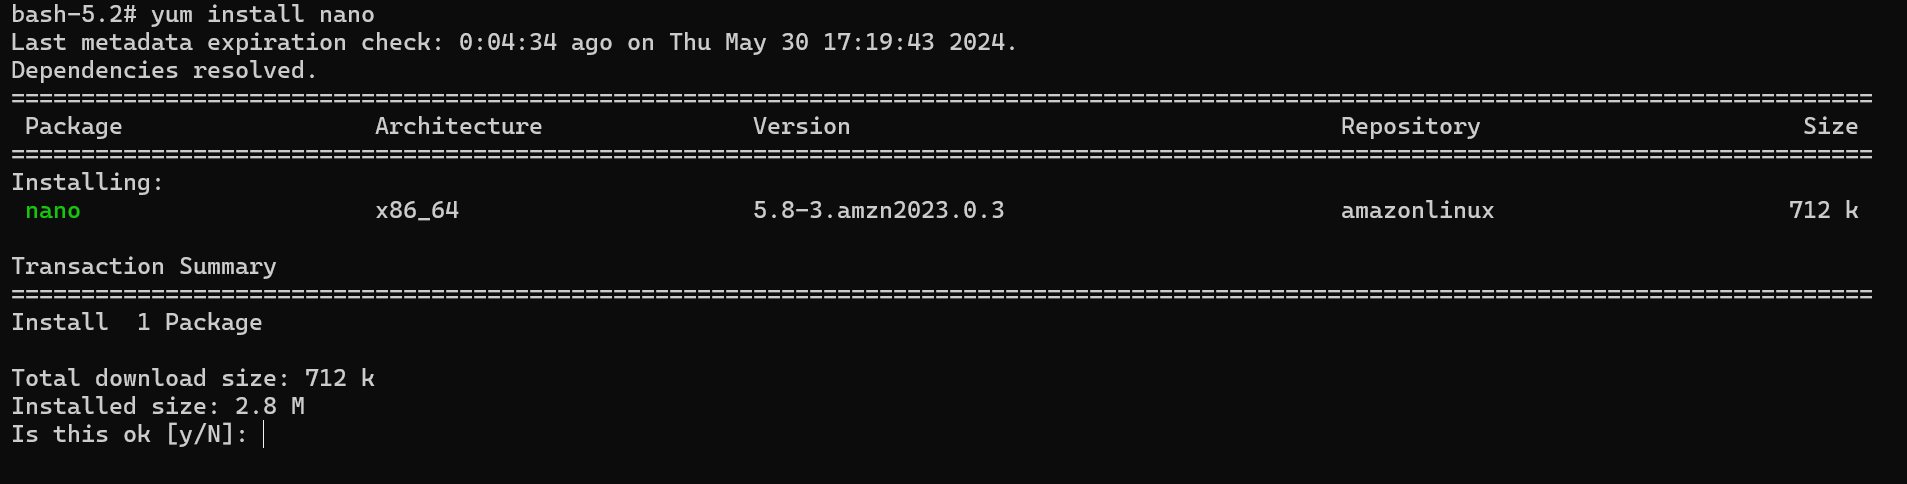 bash-5.2# yum install nano
Last metadata expiration check: 0:04:34 ago on Thu May 30 17:19:43 2024.
Dependencies resolved.
=====================================================================================================================================
Package Architecture Version Repository Size
=====================================================================================================================================
Installing:
nano x86_64 5.8-3.amzn2023.0.3 amazonlinux 712 k
Transaction Summary
=====================================================================================================================================
Install 1 Package
Total download size: 712 k
Installed size: 2.8 M
Is this ok [y/N]: